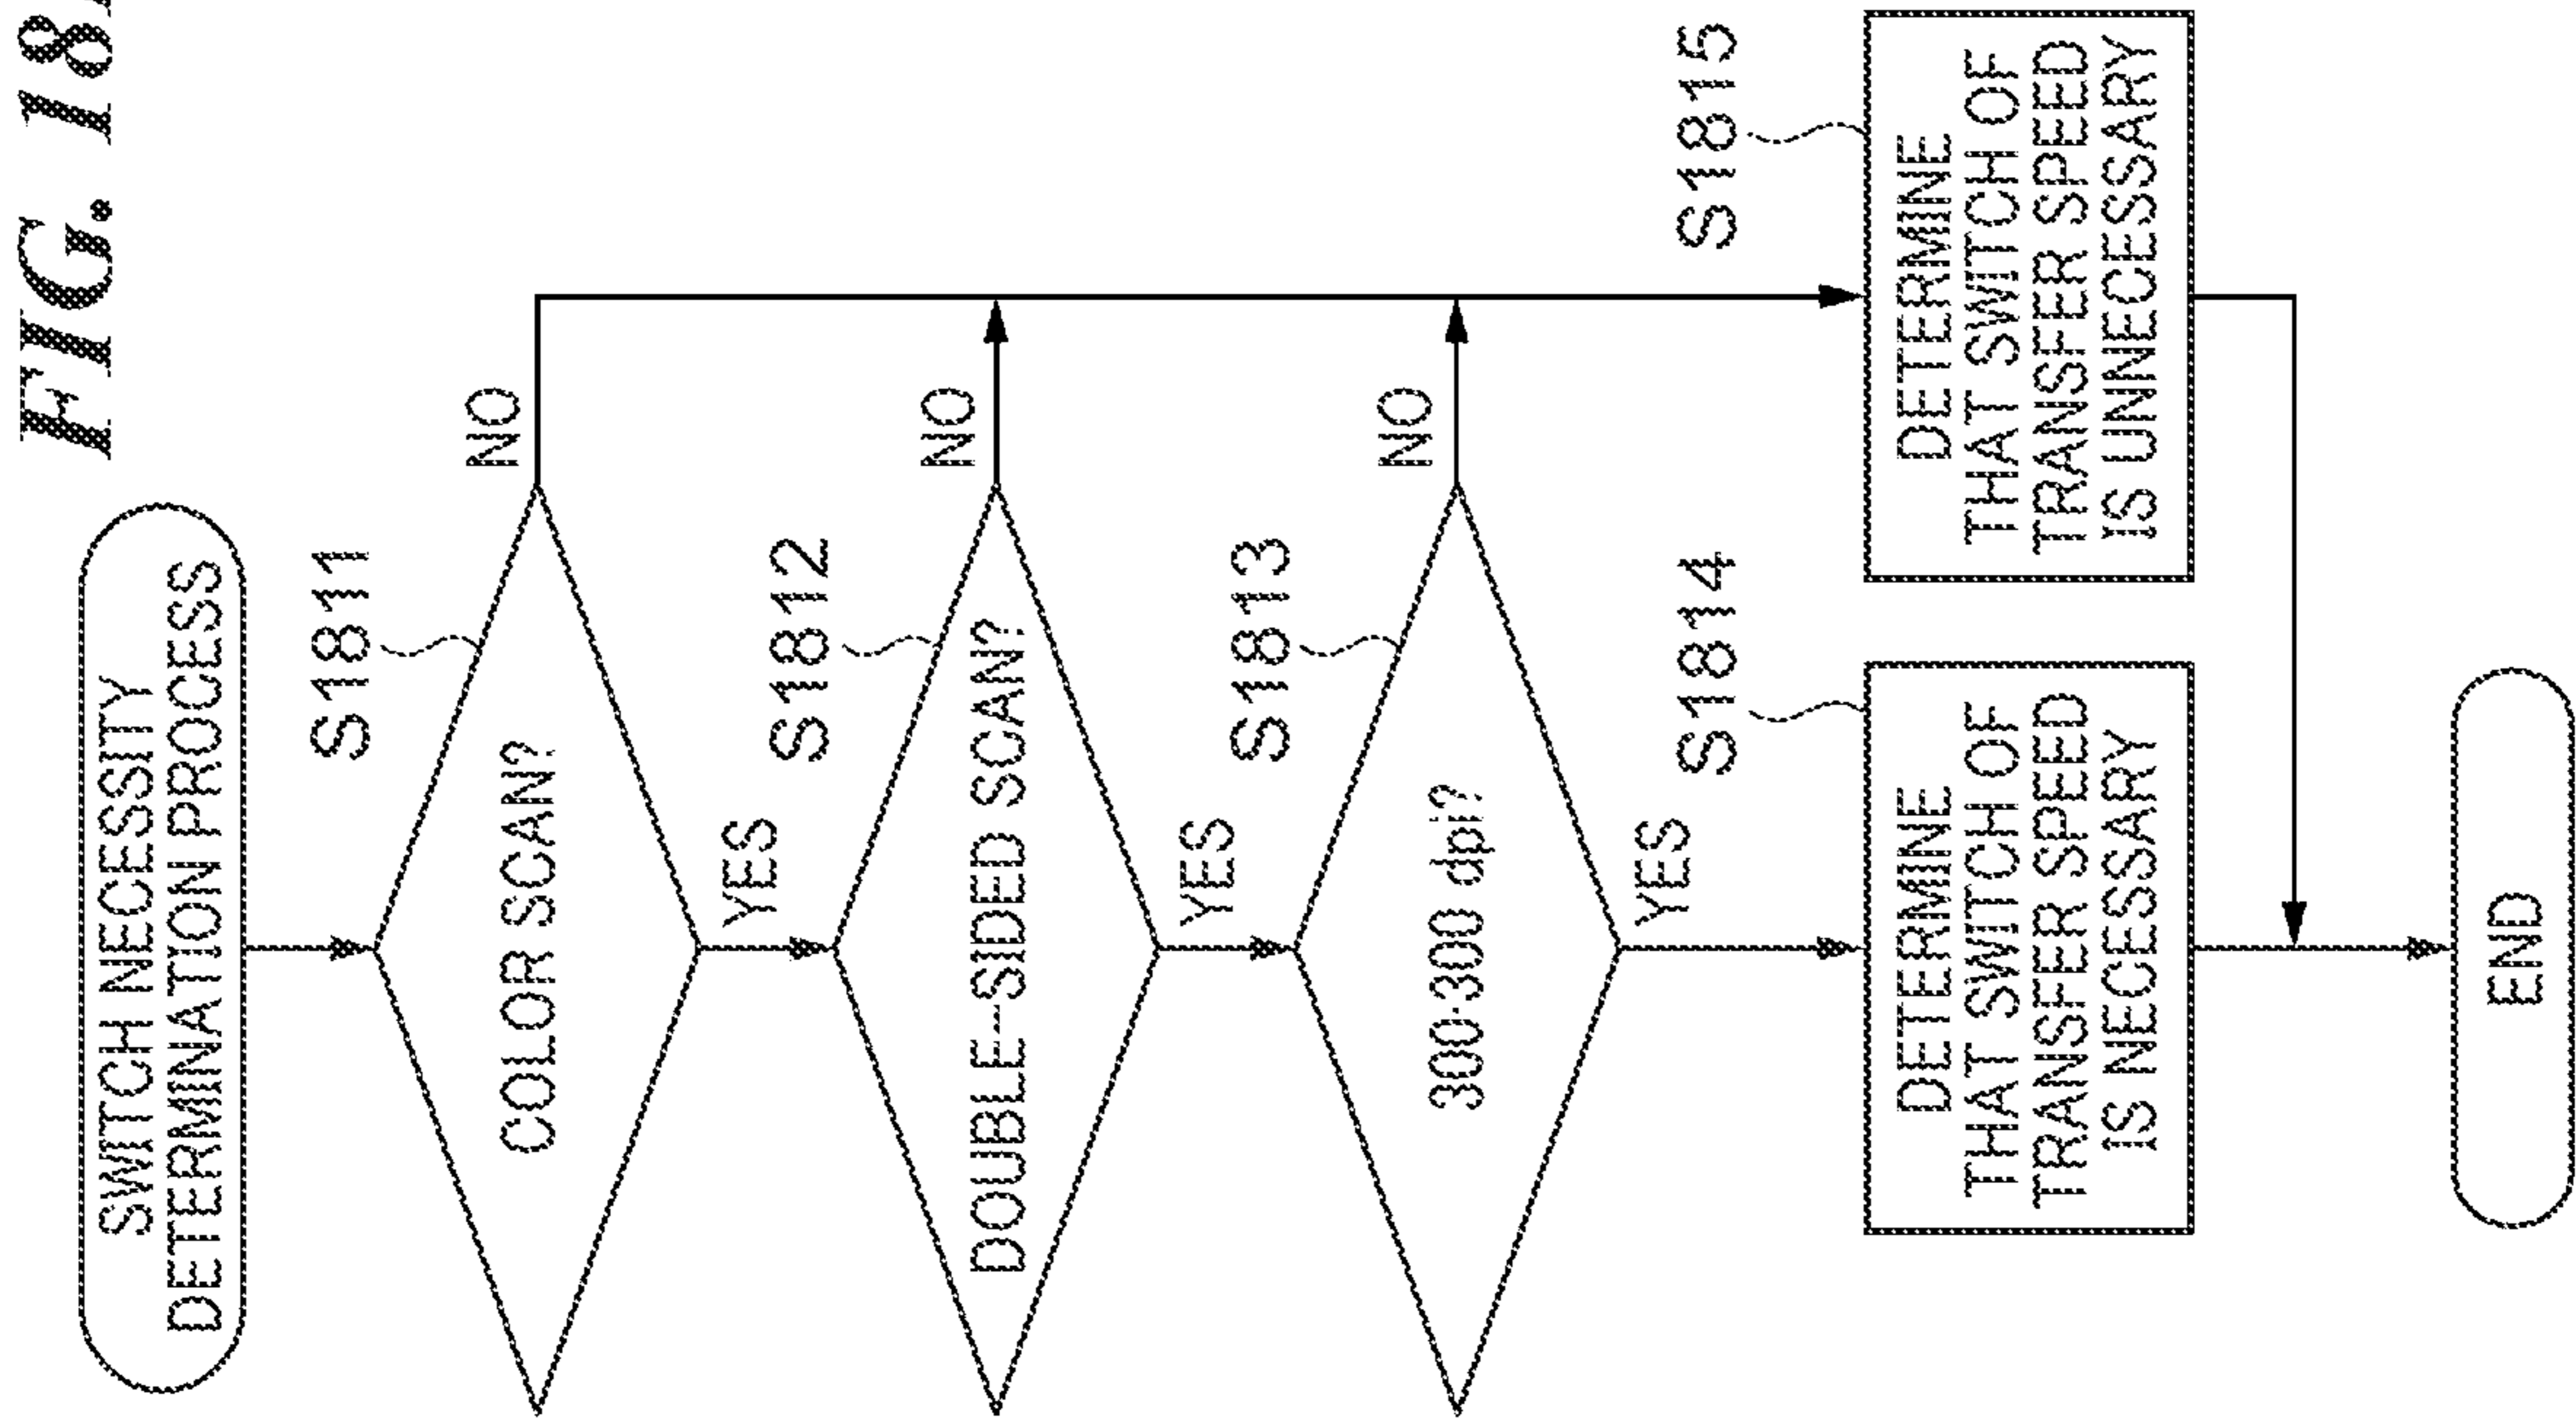 FIG. 18
SWITCH NECESSITY
DETERMINATION PROCESS
S1811
COLOR SCAN?
NO
YES
S1812
DOUBLE-SIDED SCAN?
NO
YES
S1813
300·300 dpi?
NO
YES
S1814
DETERMINE
THAT SWITCH OF
TRANSFER SPEED
IS NECESSARY
S1815
DETERMINE
THAT SWITCH OF
TRANSFER SPEED
IS UNNECESSARY
END